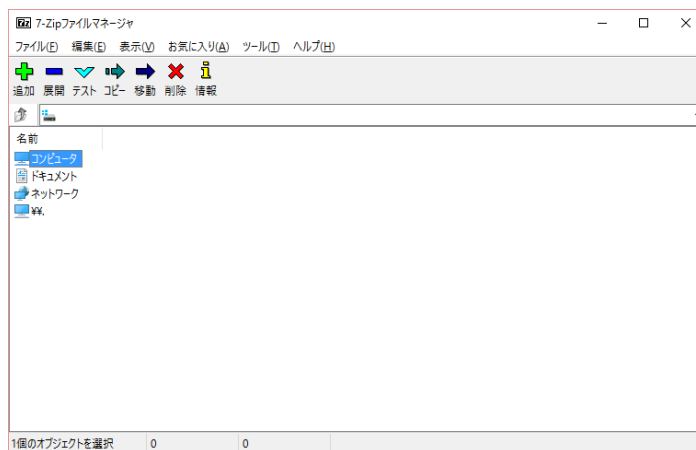 7z 7-Zipファイルマネージャ
ファイル(F) 編集(E) 表示(V) お気に入り(A) ツール(T) ヘルプ(H)
追加 展開 テスト コピー 移動 削除 情報
名前
コンピュータ
ドキュメント
ネットワーク
¥¥.
1個のオブジェクトを選択 0 0